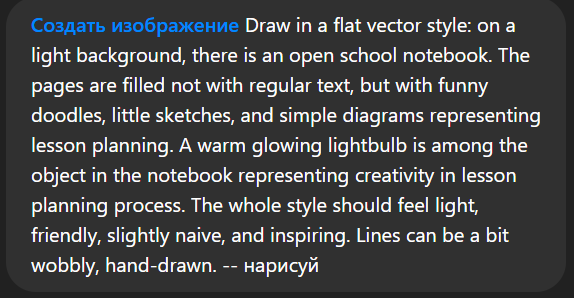 Создать изображение Draw in a flat vector style: on a
light background, there is an open school notebook. The
pages are filled not with regular text, but with funny
doodles, little sketches, and simple diagrams representing
lesson planning. A warm glowing lightbulb is among the
object in the notebook representing creativity in lesson
planning process. The whole style should feel light,
friendly, slightly naive, and inspiring. Lines can be a bit
wobbly, hand-drawn. -- нарисуй